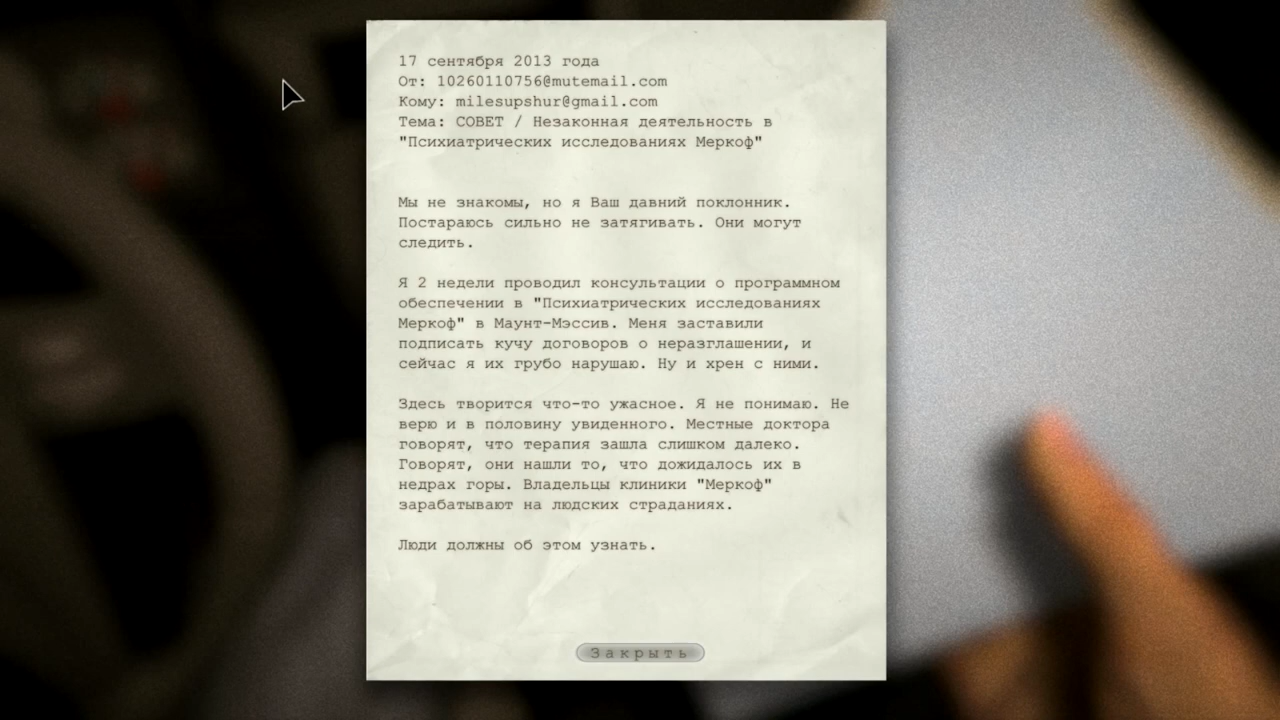 17 сентября 2013 года
От: 10260110756@mutemail.com
Кому: milesupshur@gmail.com
Тема: СОВЕТ / Незаконная деятельность в
"Психиатрических исследованиях Меркоф"
Мы не знакомы, но я Ваш давний поклонник.
Постараюсь сильно не затягивать. Они могут
следить.
Я 2 недели проводил консультации о программном
обеспечении в "Психиатрических исследованиях
Меркоф" в Маунт-Мэссив. Меня заставили
подписать кучу договоров о неразглашении, и
сейчас я их грубо нарушаю. Ну и хрен с ними.
Здесь творится что-то ужасное. Я не понимаю. Не
верю и в половину увиденного. Местные доктора
говорят, что терапия зашла слишком далеко.
Говорят, они нашли то, что дожидалось их в
недрах горы. Владельцы клиники "Меркоф"
зарабатывают на людских страданиях.
Люди должны об этом узнать.
Закрыть